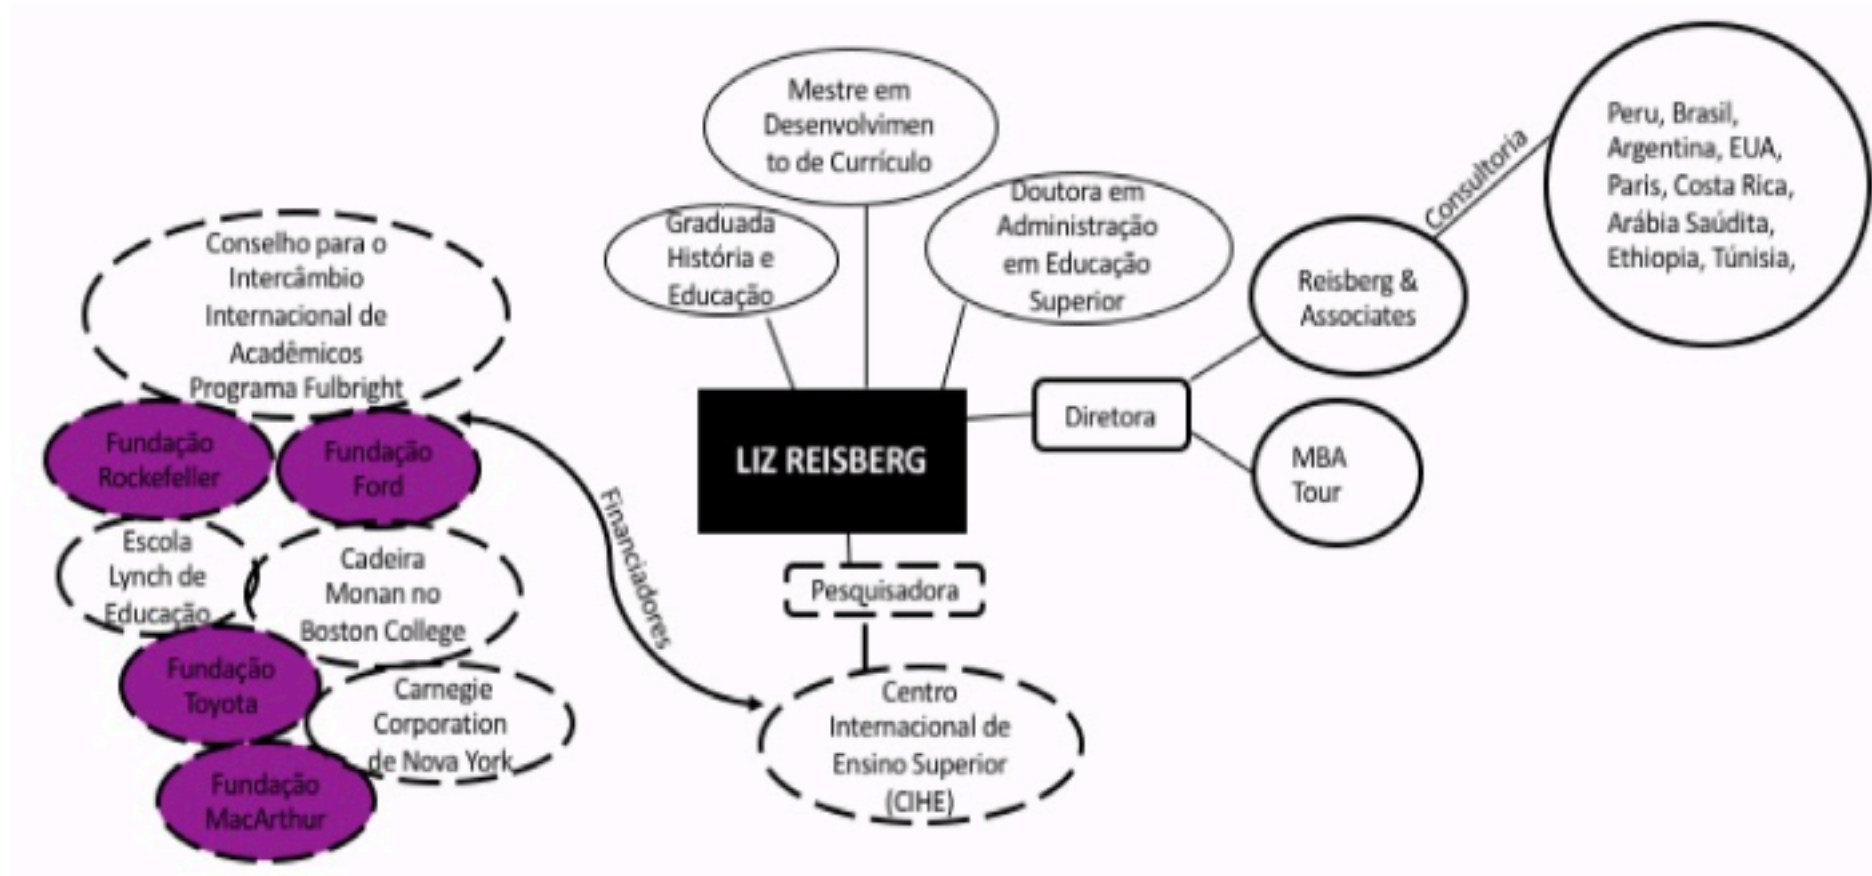 Mestre em
Desenvolvimen
to de Currículo
Graduada
História e
Educação
Doutora em
Administração
em Educação
Superior
Consultoria
Peru, Brasil,
Argentina, EUA,
Paris, Costa Rica,
Arábia Saúdita,
Ethiopia, Túnisia,
Reisberg &
Associates
Diretora
MBA
Tour
LIZ REISBERG
Pesquisadora
Centro
Internacional de
Ensino Superior
(CIHE)
Financiadores
Conselho para o
Intercâmbio
Internacional de
Acadêmicos
Programa Fulbright
Fundação
Rockefeller
Fundação
Ford
Escola
Lynch de
Educação
Cadeira
Monan no
Boston College
Fundação
Toyota
Carnegie
Corporation
de Nova York
Fundação
MacArthur